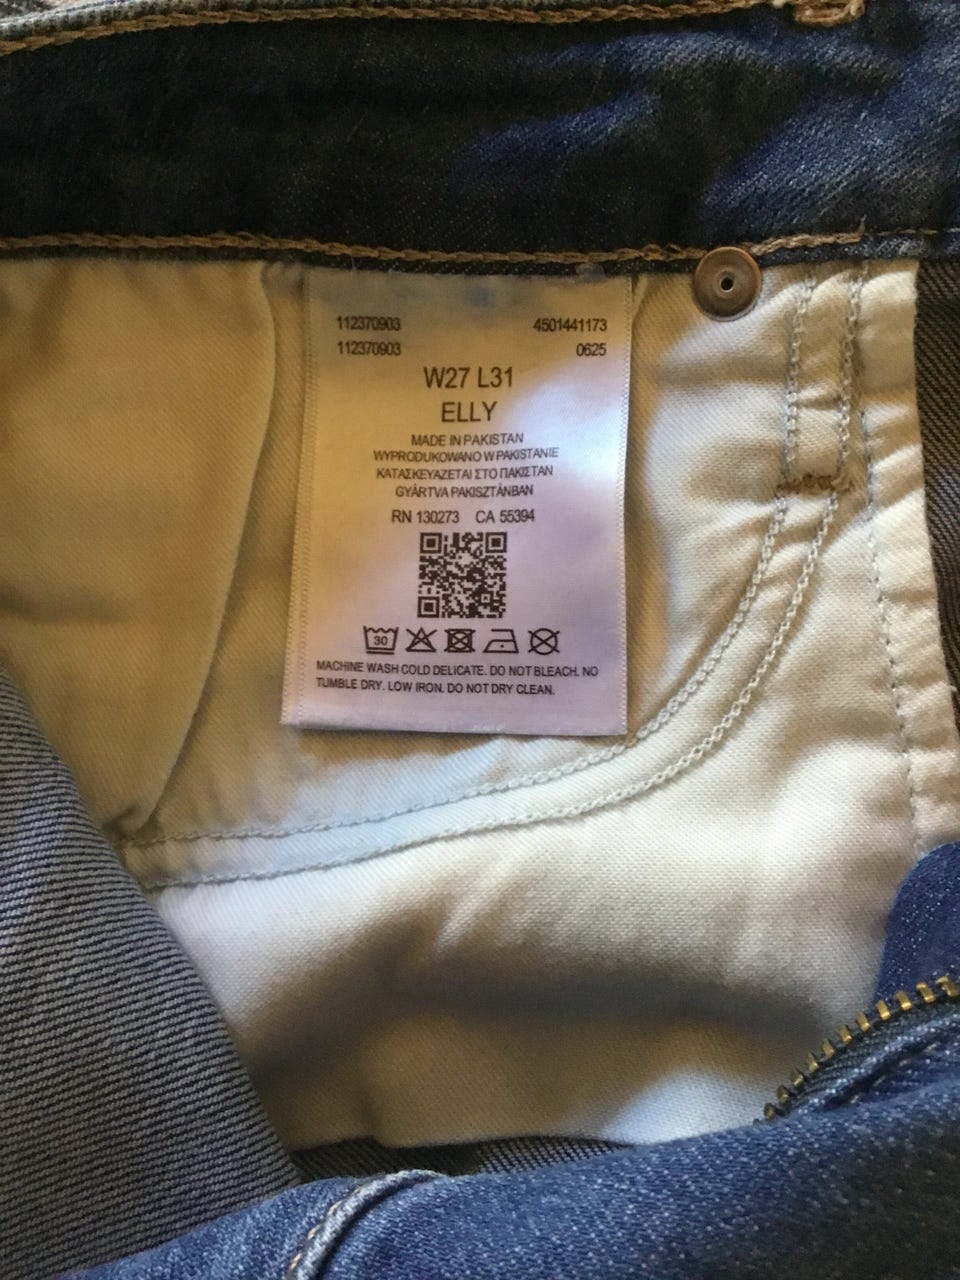 112370903 4501441173
112370903 0625
W27 L31
ELLY
MADE IN PAKISTAN
WYPRODUKOWANO W PAKISTANIE
ΚΑΤΑΣΚΕΥΑΖΕΤΑΙ ΣΤΟ ΠΑΚΙΣΤΑΝ
GYÁRTVA PAKISZTÁNBAN
RN 130273 CA 55394
30
MACHINE WASH COLD DELICATE. DO NOT BLEACH. NO
TUMBLE DRY. LOW IRON. DO NOT DRY CLEAN.